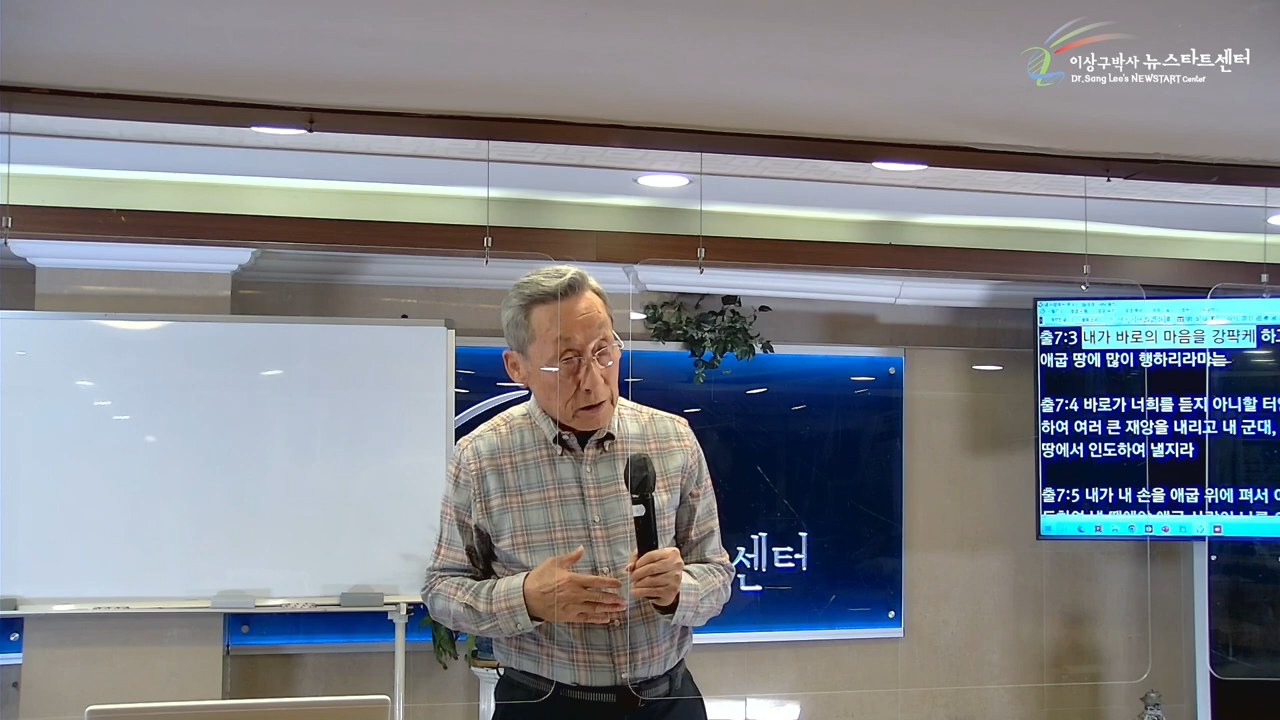 이상구박사 뉴스타트센터
Dr. Sang Lee's NEWSTART Center
출7:3 내가 바로의 마음을 강퍅케 하고
애굽 땅에 많이 행하리라마는
출7:4 바로가 너희를 듣지 아니할 터
하여 여러 큰 재앙을 내리고 내 군대,
땅에서 인도하여 낼지라
출7:5 내가 내 손을 애굽 위에 펴서
센터